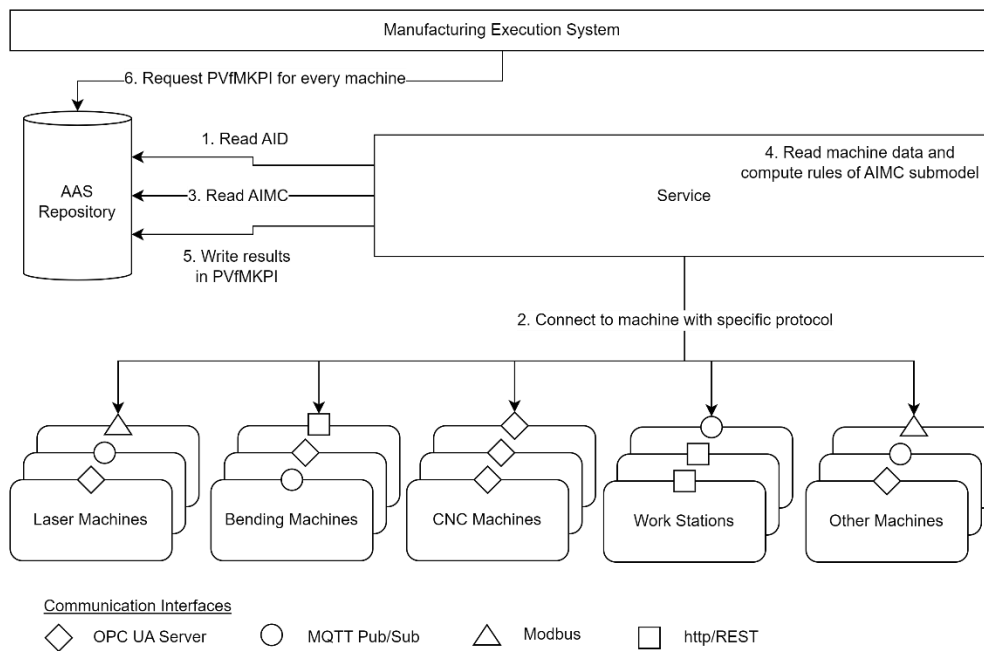 Manufacturing Execution System
6. Request PVfMKPI for every machine
1. Read AID
4. Read machine data and
compute rules of AIMC submodel
AAS
Repository
3. Read AIMC
Service
5. Write results
in PVfMKPI
2. Connect to machine with specific protocol
Laser Machines
Bending Machines
CNC Machines
Work Stations
Other Machines
Communication Interfaces
OPC UA Server
MQTT Pub/Sub
Modbus
http/REST